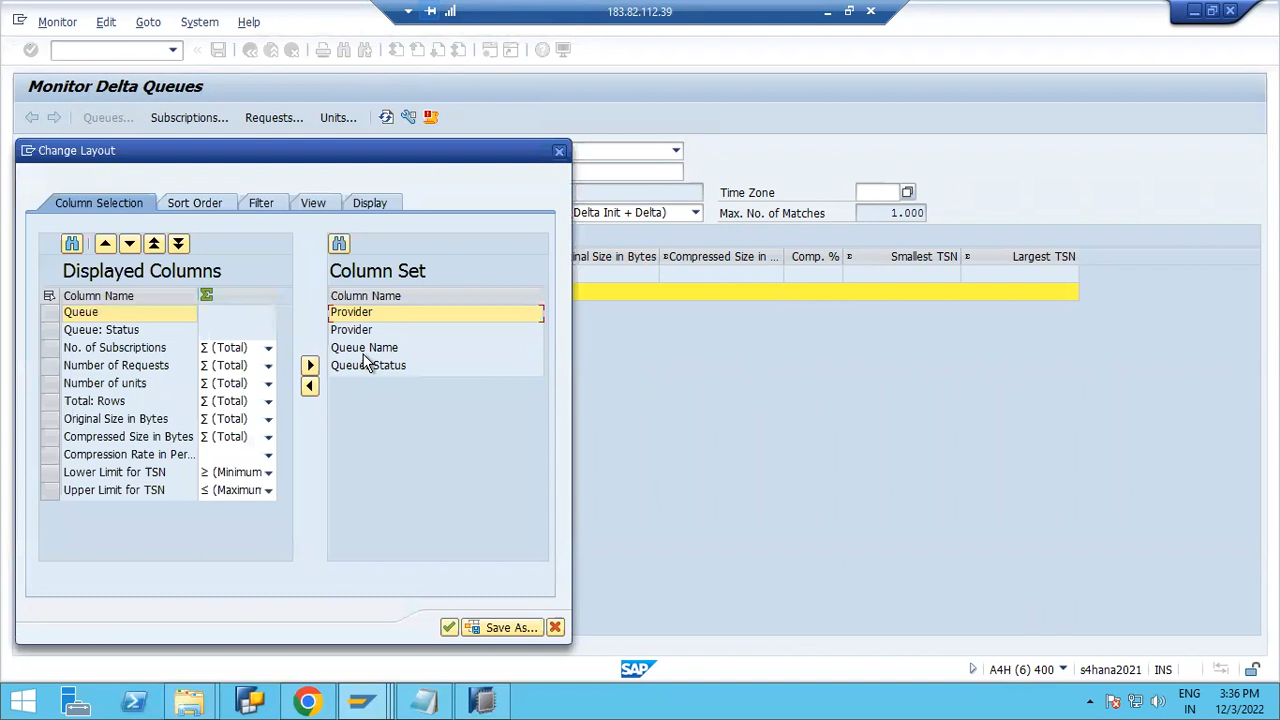 Monitor Edit Goto System Help
183.82.112.39
Monitor Delta Queues
Queues... Subscriptions... Requests... Units...
Change Layout
Time Zone
Delta Init + Delta) Max. No. of Matches 1.000
Column Selection Sort Order Filter View Display
inal Size in Bytes Compressed Size in ... Comp. % Smallest TSN Largest TSN
Displayed Columns
Column Name
Queue
Queue: Status
No. of Subscriptions Σ (Total)
Number of Requests Σ (Total)
Number of units Σ (Total)
Total: Rows Σ (Total)
Original Size in Bytes Σ (Total)
Compressed Size in Bytes Σ (Total)
Compression Rate in Per...
Lower Limit for TSN ≥ (Minimum
Upper Limit for TSN ≤ (Maximum
Column Set
Column Name
Provider
Provider
Queue Name
Queue: Status
Save As...
SAP
A4H (6) 400 s4hana2021 INS
ENG 3:36 PM
IN 12/3/2022